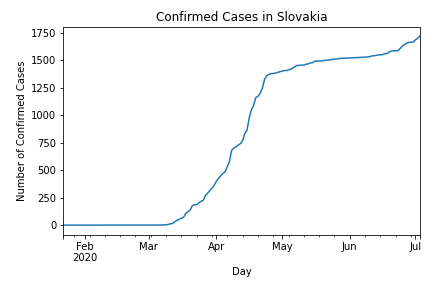 Confirmed Cases in Slovakia
Number of Confirmed Cases
1750
1500
1250
1000
750
500
250
0
Feb Mar Apr May Jun Jul
2020
Day